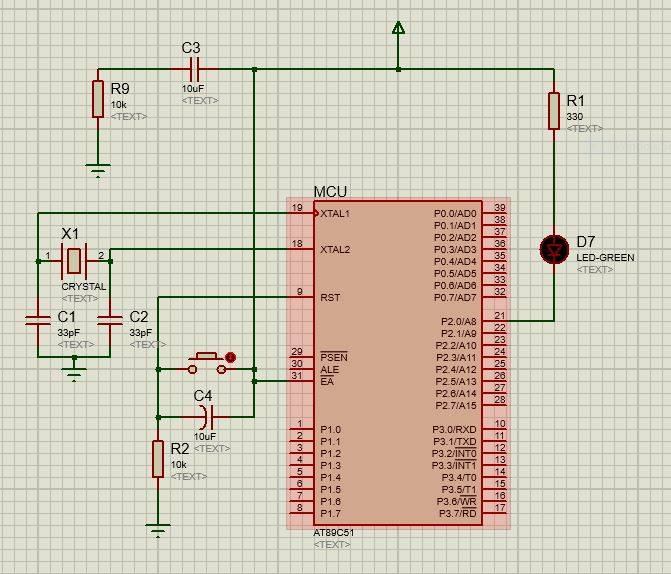 C3
10uF
<TEXT>
R9
10k
<TEXT>
R1
330
<TEXT>
X1
1
2
CRYSTAL
<TEXT>
C1
33pF
<TEXT>
C2
33pF
<TEXT>
D7
LED-GREEN
<TEXT>
C4
10uF
<TEXT>
R2
10k
<TEXT>
MCU
19 XTAL1 P0.0/AD0 39
P0.1/AD1 38
P0.2/AD2 37
18 XTAL2 P0.3/AD3 36
P0.4/AD4 35
P0.5/AD5 34
P0.6/AD6 33
9 RST P0.7/AD7 32
P2.0/A8 21
P2.1/A9 22
P2.2/A10 23
29 PSEN P2.3/A11 24
30 ALE P2.4/A12 25
31 EA P2.5/A13 26
P2.6/A14 27
P2.7/A15 28
1 P1.0 P3.0/RXD 10
2 P1.1 P3.1/TXD 11
3 P1.2 P3.2/INT0 12
4 P1.3 P3.3/INT1 13
5 P1.4 P3.4/T0 14
6 P1.5 P3.5/T1 15
7 P1.6 P3.6/WR 16
8 P1.7 P3.7/RD 17
AT89C51
<TEXT>